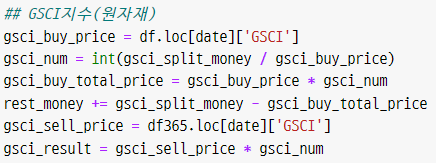 ## GSCI지수(원자재)
gsci_buy_price = df.loc[date]['GSCI']
gsci_num = int(gsci_split_money / gsci_buy_price)
gsci_buy_total_price = gsci_buy_price * gsci_num
rest_money += gsci_split_money - gsci_buy_total_price
gsci_sell_price = df365.loc[date]['GSCI']
gsci_result = gsci_sell_price * gsci_num